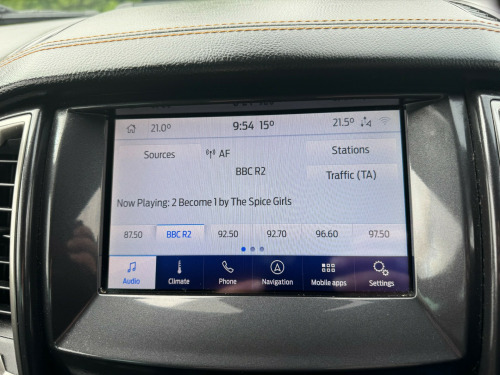 21.0° 9:54 15° 21.5°
Sources AF Stations
BBC R2
Traffic (TA)
Now Playing: 2 Become 1 by The Spice Girls
87.50 BBC R2 92.50 92.70 96.60 97.50
Audio Climate Phone Navigation Mobile apps Settings